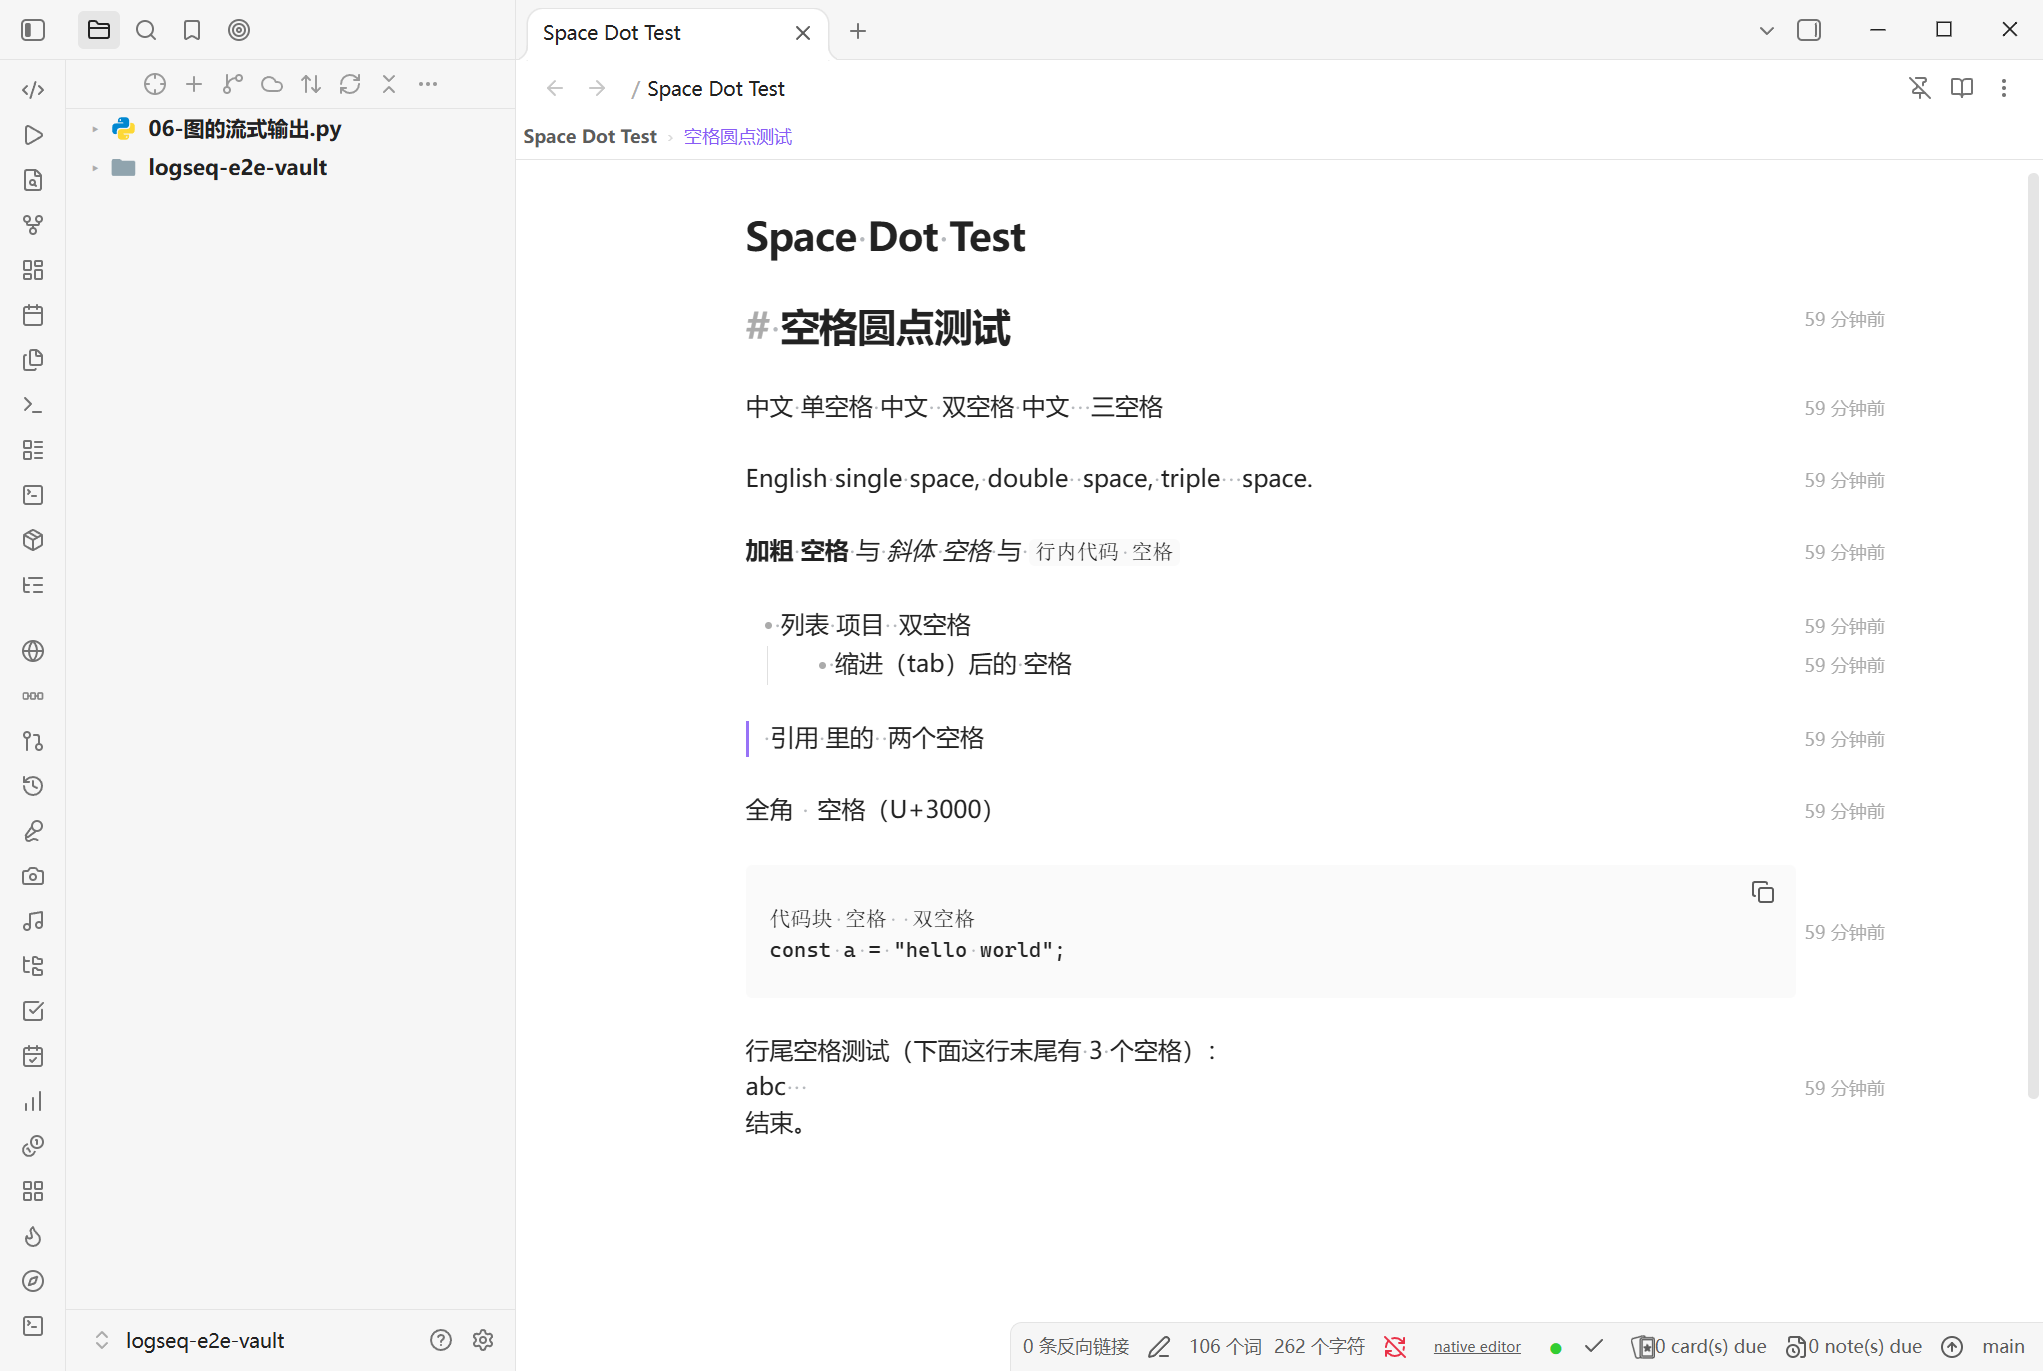 Space Dot Test
/ Space Dot Test
06-图的流式输出.py
logseq-e2e-vault
Space Dot Test › 空格圆点测试
Space·Dot·Test
#·空格圆点测试
59 分钟前
中文·单空格·中文··双空格·中文···三空格
59 分钟前
English·single·space,·double··space,·triple···space.
59 分钟前
加粗·空格·与·斜体·空格·与·行内代码·空格
59 分钟前
•·列表·项目··双空格
59 分钟前
•·缩进（tab）后的·空格
59 分钟前
·引用·里的··两个空格
59 分钟前
全角·空格（U+3000）
59 分钟前
代码块·空格··双空格
const·a·=·"hello·world";
59 分钟前
行尾空格测试（下面这行末尾有·3·个空格）：
abc···
59 分钟前
结束。
logseq-e2e-vault
0 条反向链接 106 个词 262 个字符 native editor 0 card(s) due 0 note(s) due main